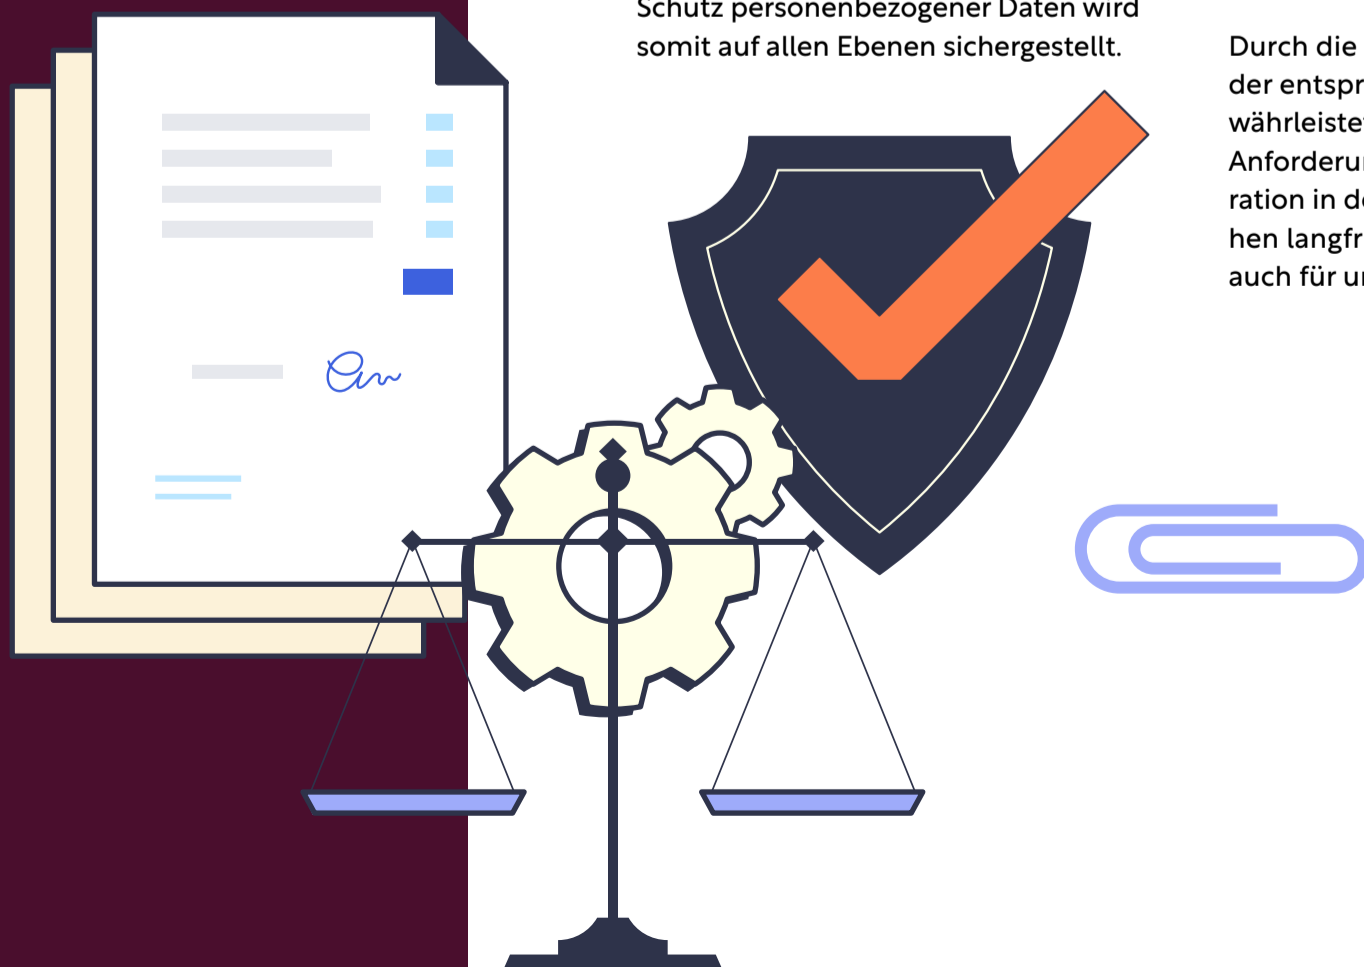 Schutz personenbezogener Daten wird
somit auf allen Ebenen sichergestellt.
Durch die
der entspr
währleiste
Anforderu
ration in d
hen langfr
auch für u